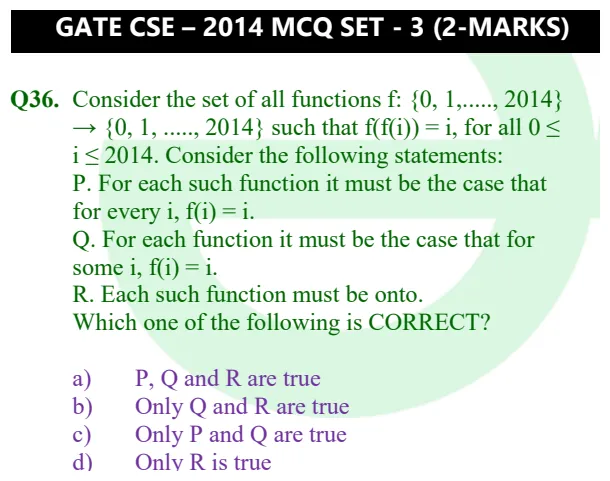 GATE CSE – 2014 MCQ SET - 3 (2-MARKS)
Q36. Consider the set of all functions f: {0, 1,....., 2014}
→ {0, 1, ....., 2014} such that f(f(i)) = i, for all 0 ≤
i ≤ 2014. Consider the following statements:
P. For each such function it must be the case that
for every i, f(i) = i.
Q. For each function it must be the case that for
some i, f(i) = i.
R. Each such function must be onto.
Which one of the following is CORRECT?
a) P, Q and R are true
b) Only Q and R are true
c) Only P and Q are true
d) Only R is true